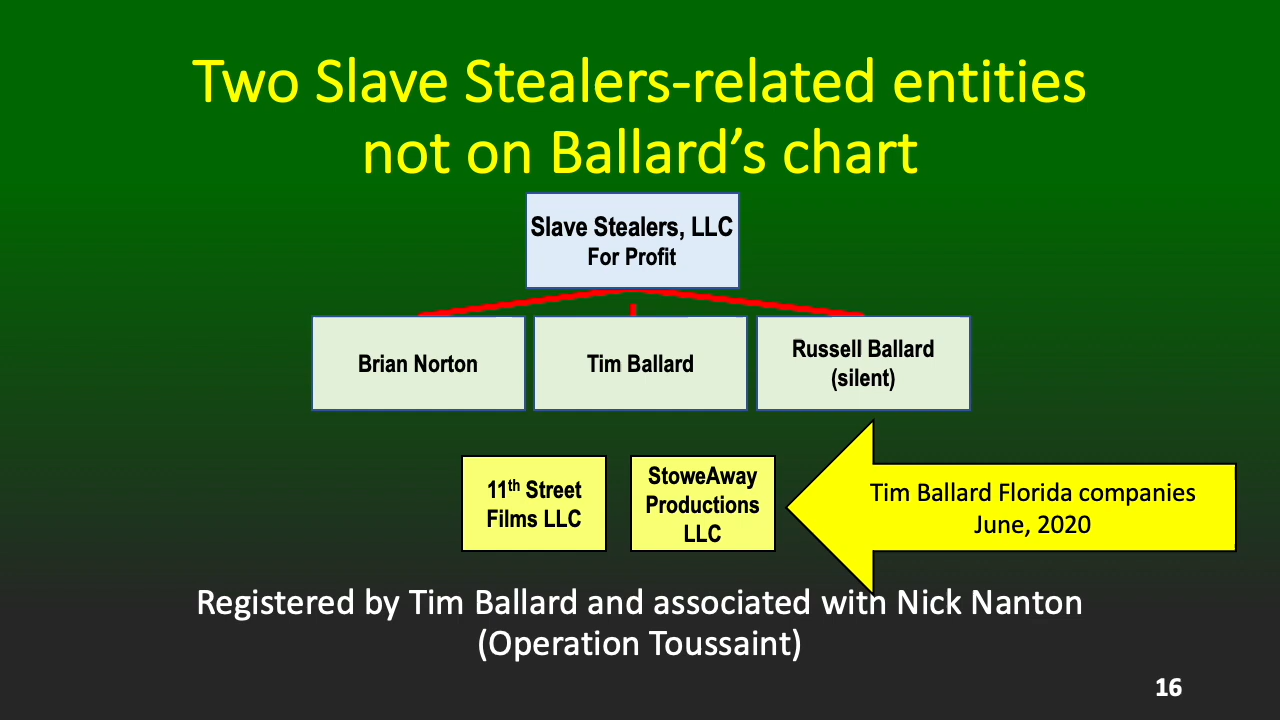 Two Slave Stealers-related entities
not on Ballard’s chart
Slave Stealers, LLC
For Profit
Brian Norton
Tim Ballard
Russell Ballard
(silent)
11th Street
Films LLC
StoweAway
Productions
LLC
Tim Ballard Florida companies
June, 2020
Registered by Tim Ballard and associated with Nick Nanton
(Operation Toussaint)
16